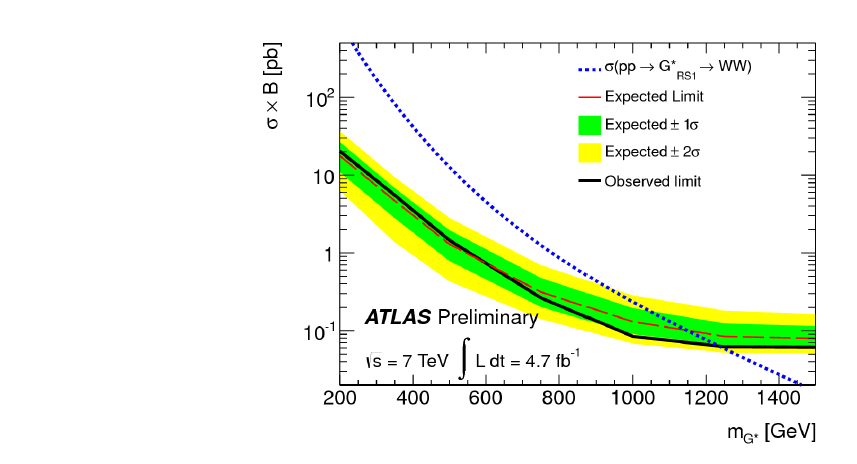 σ × B [pb]
10²
10
1
10⁻¹
σ(pp → G*RS1 → WW)
Expected Limit
Expected ± 1σ
Expected ± 2σ
Observed limit
ATLAS Preliminary
√s = 7 TeV ∫ L dt = 4.7 fb⁻¹
200 400 600 800 1000 1200 1400
mG* [GeV]